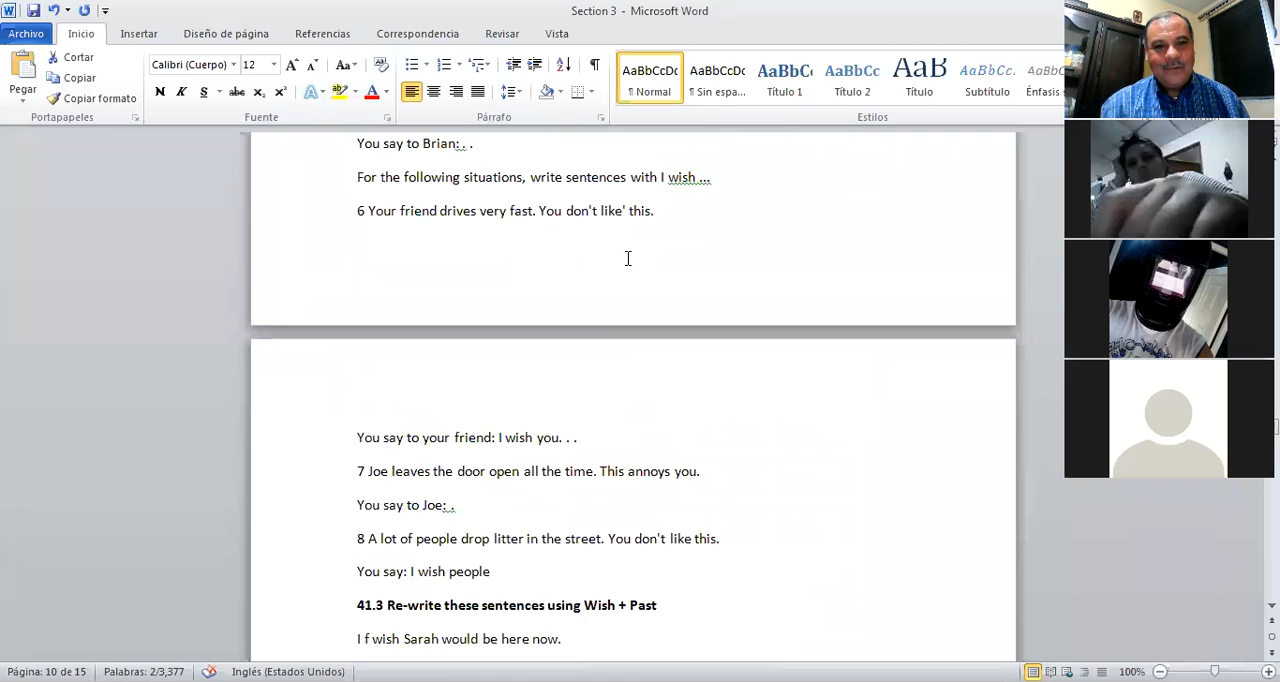 Section 3 - Microsoft Word
Archivo Inicio Insertar Diseño de página Referencias Correspondencia Revisar Vista
Pegar
Cortar
Copiar
Copiar formato
Portapapeles
Calibri (Cuerpo) 12
Fuente
Párrafo
AaBbCcDc AaBbCcDc AaBbC AaBbCc AaB AaBbCc
¶ Normal ¶ Sin espa... Título 1 Título 2 Título Subtítulo Énfasis
Estilos
You say to Brian: . .
For the following situations, write sentences with I wish ...
6 Your friend drives very fast. You don't like' this.
You say to your friend: I wish you. . .
7 Joe leaves the door open all the time. This annoys you.
You say to Joe: .
8 A lot of people drop litter in the street. You don't like this.
You say: I wish people
41.3 Re-write these sentences using Wish + Past
I f wish Sarah would be here now.
Página: 10 de 15 Palabras: 2/3,377 Inglés (Estados Unidos) 100%